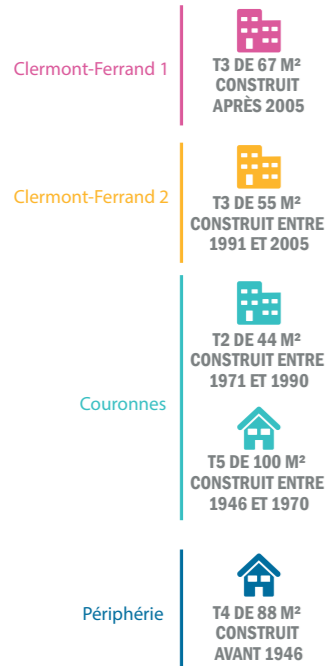 Clermont-Ferrand 1
T3 DE 67 M²
CONSTRUIT
APRÈS 2005
Clermont-Ferrand 2
T3 DE 55 M²
CONSTRUIT ENTRE
1991 ET 2005
Couronnes
T2 DE 44 M²
CONSTRUIT ENTRE
1971 ET 1990
T5 DE 100 M²
CONSTRUIT ENTRE
1946 ET 1970
Périphérie
T4 DE 88 M²
CONSTRUIT
AVANT 1946